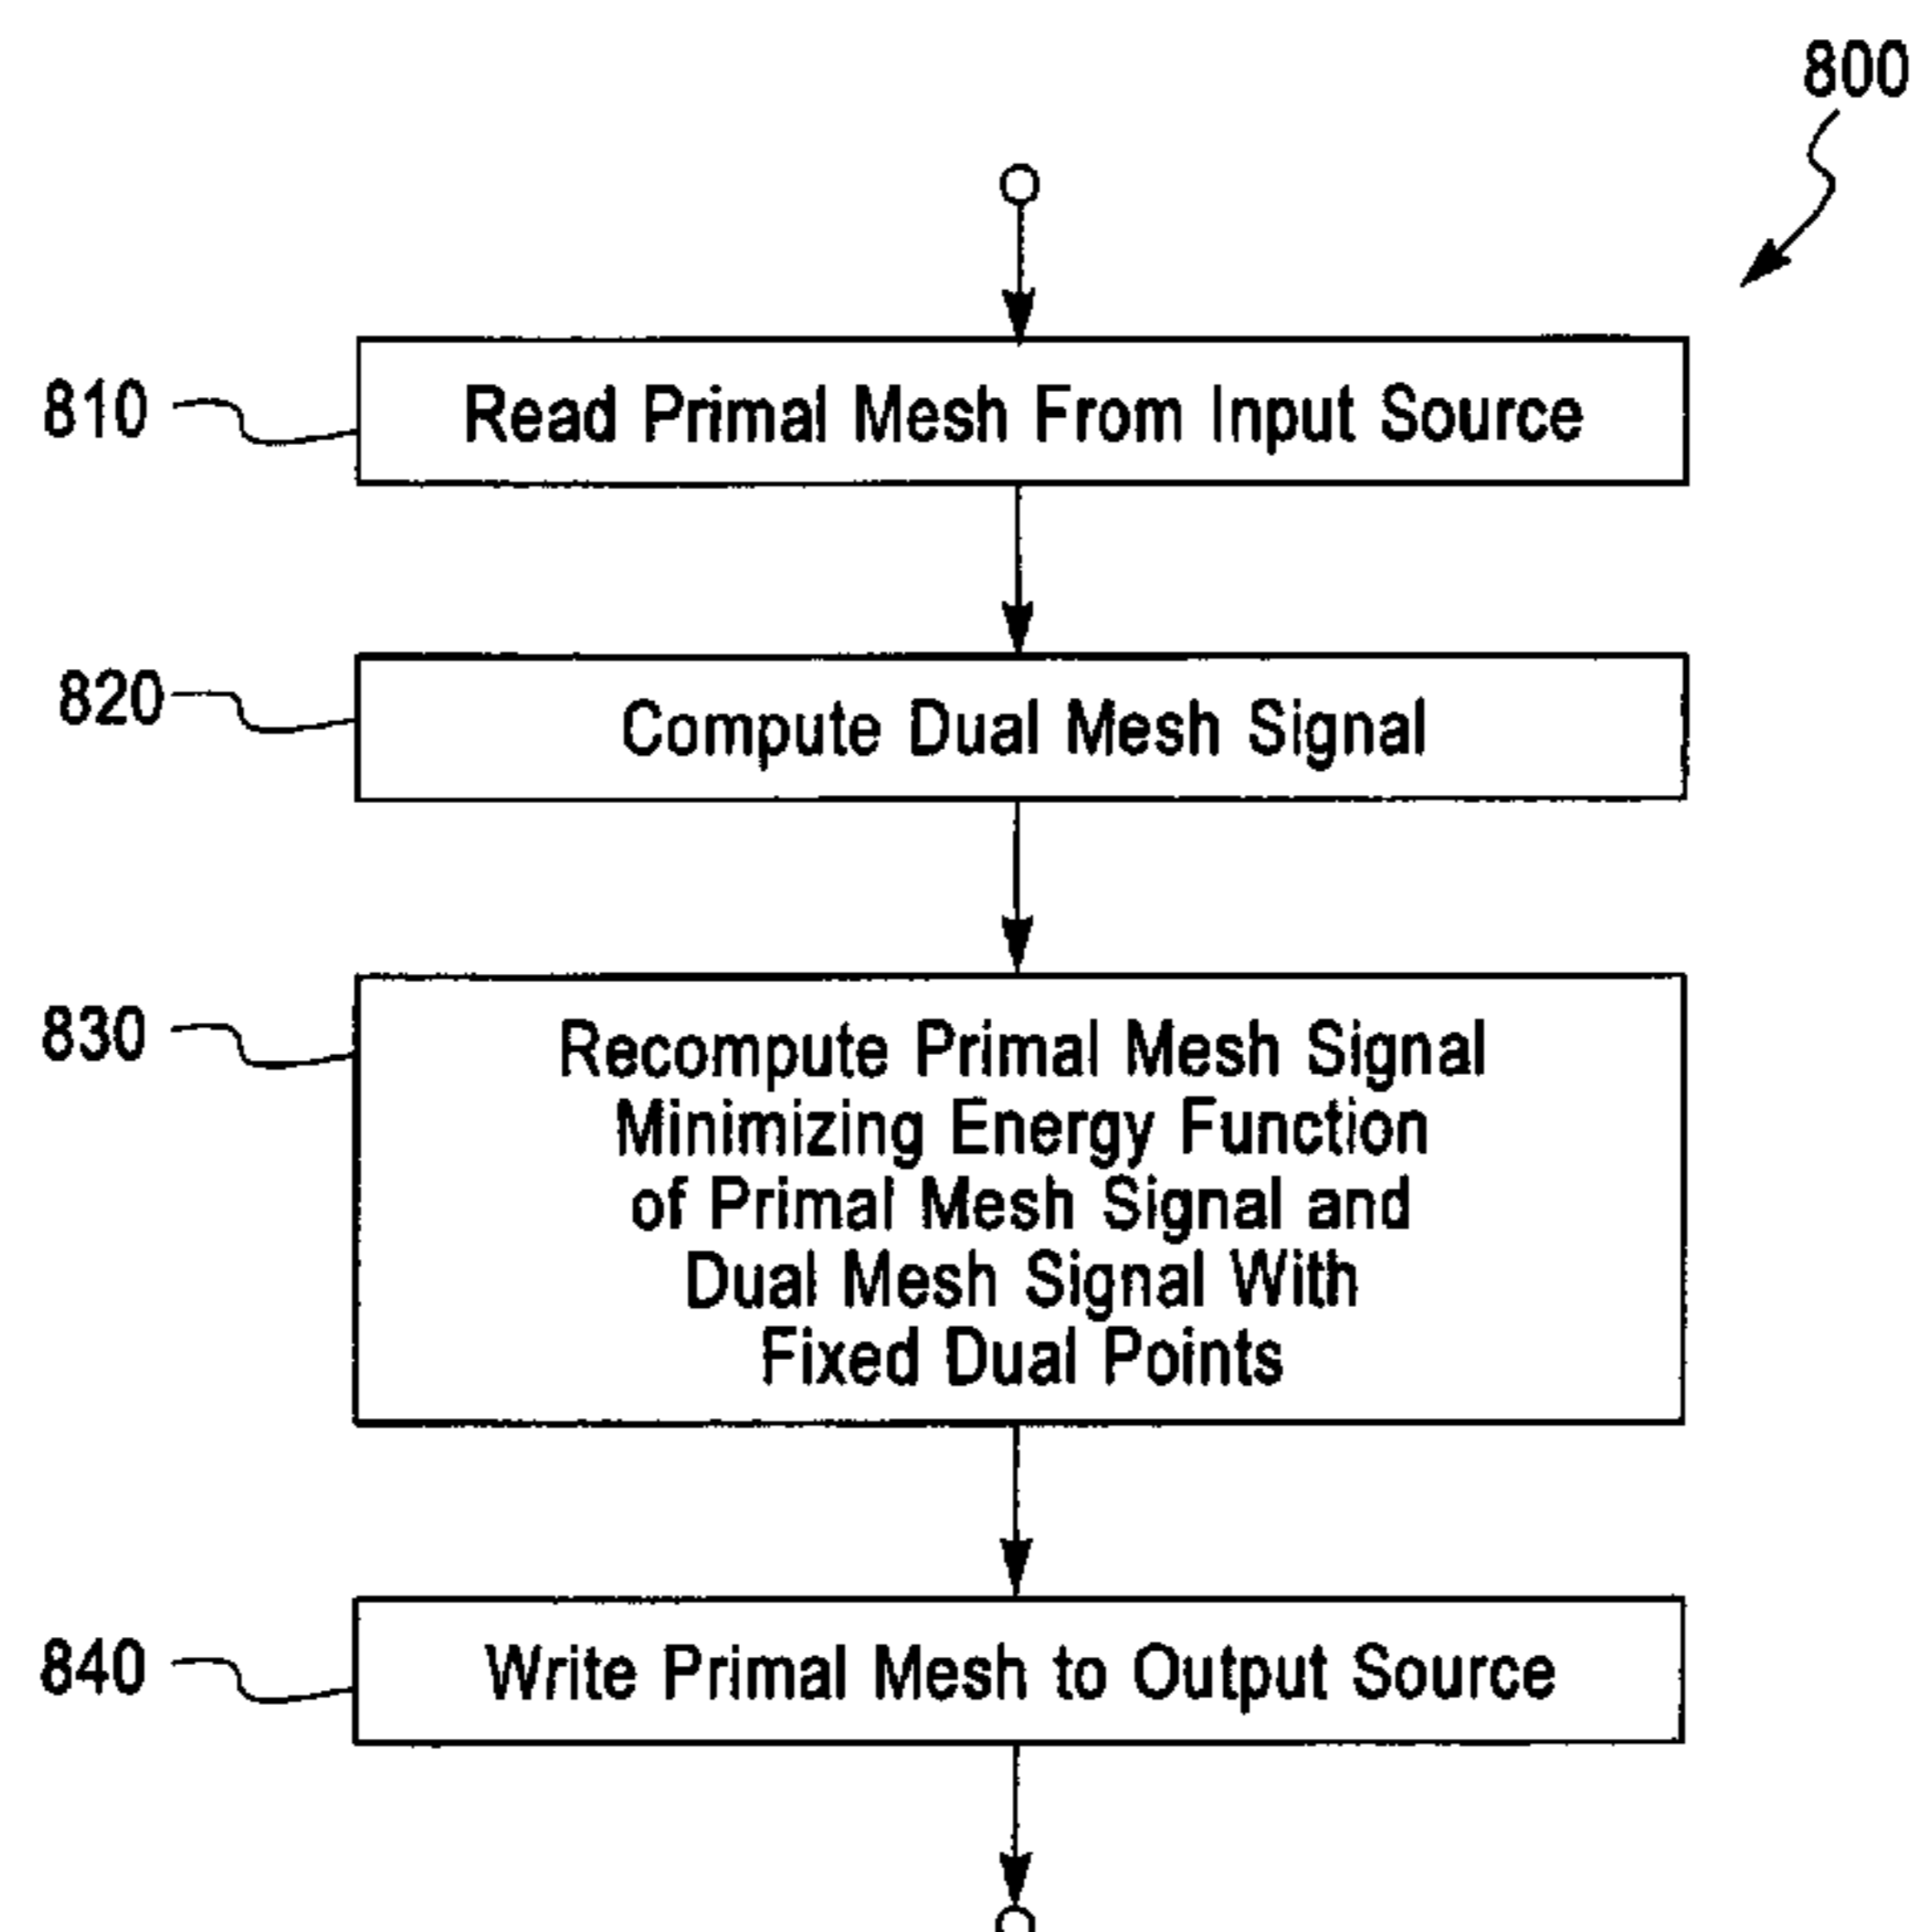 800
810
Read Primal Mesh From Input Source
820
Compute Dual Mesh Signal
830
Recompute Primal Mesh Signal
Minimizing Energy Function
of Primal Mesh Signal and
Dual Mesh Signal With
Fixed Dual Points
840
Write Primal Mesh to Output Source